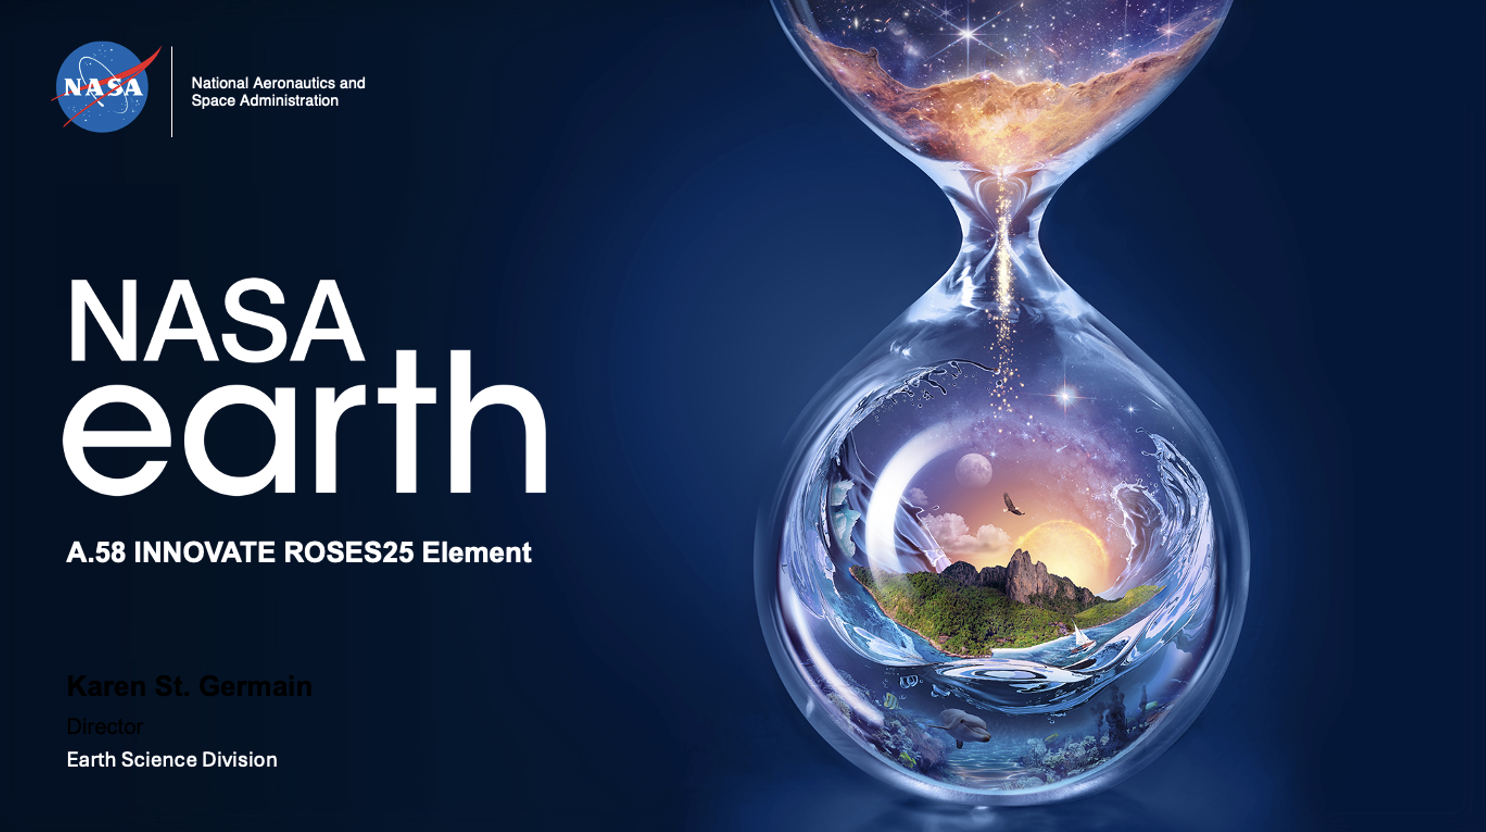 NASA
National Aeronautics and
Space Administration
NASA
earth
A.58 INNOVATE ROSES25 Element
Karen St. Germain
Director
Earth Science Division